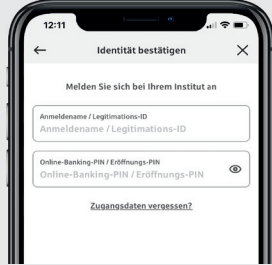 12:11
Identität bestätigen
Melden Sie sich bei Ihrem Institut an
Anmeldename / Legitimations-ID
Anmeldename / Legitimations-ID
Online-Banking-PIN / Eröffnungs-PIN
Online-Banking-PIN / Eröffnungs-PIN
Zugangsdaten vergessen?